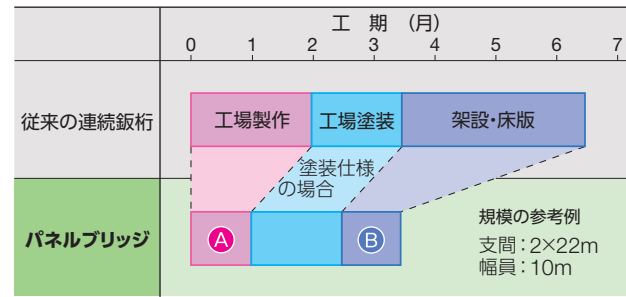 工 期 (月)
0 1 2 3 4 5 6 7
従来の連続鈑桁
工場製作
工場塗装
架設・床版
塗装仕様
の場合
パネルブリッジ
A
B
規模の参考例
支間：2×22m
幅員：10m